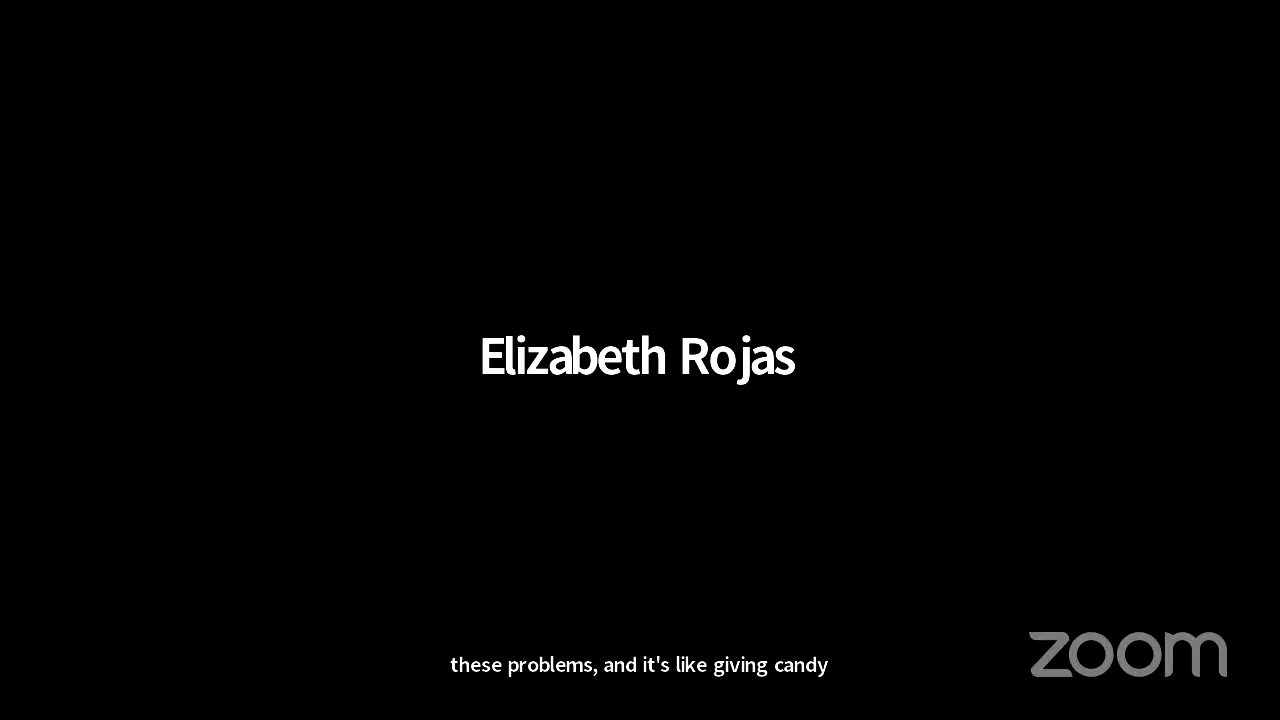 Elizabeth Rojas
these problems, and it's like giving candy
zoom